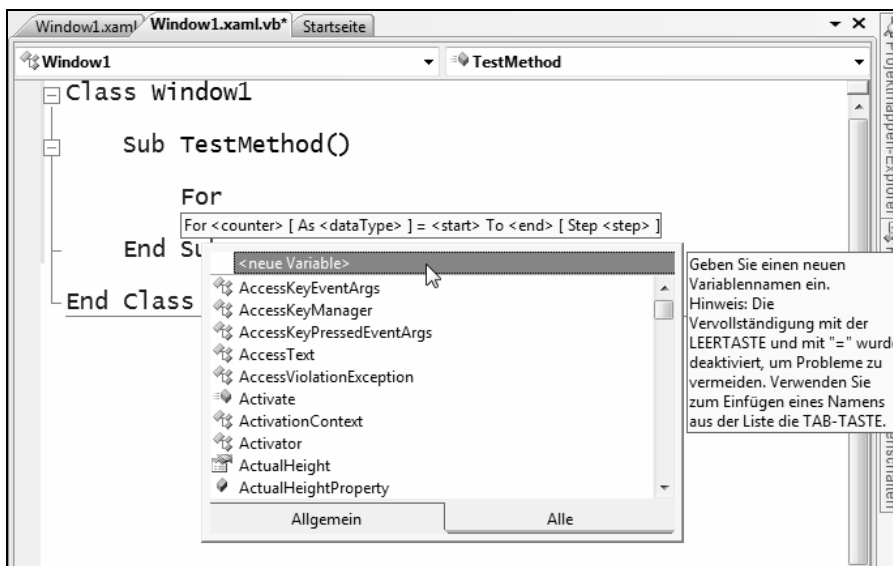 Window1.xaml Window1.xaml.vb* Startseite
Window1 TestMethod
Class Window1
Sub TestMethod()
For
For <counter> [ As <dataType> ] = <start> To <end> [ Step <step> ]
End Su
<neue Variable>
AccessKeyEventArgs
End Class
AccessKeyManager
AccessKeyPressedEventArgs
AccessText
AccessViolationException
Activate
ActivationContext
Activator
ActualHeight
ActualHeightProperty
Allgemein Alle
Geben Sie einen neuen
Variablennamen ein.
Hinweis: Die
Vervollständigung mit der
LEERTASTE und mit "=" wurd
deaktiviert, um Probleme zu
vermeiden. Verwenden Sie
zum Einfügen eines Namens
aus der Liste die TAB-TASTE.
Projektmappen-Explorer
enschaften